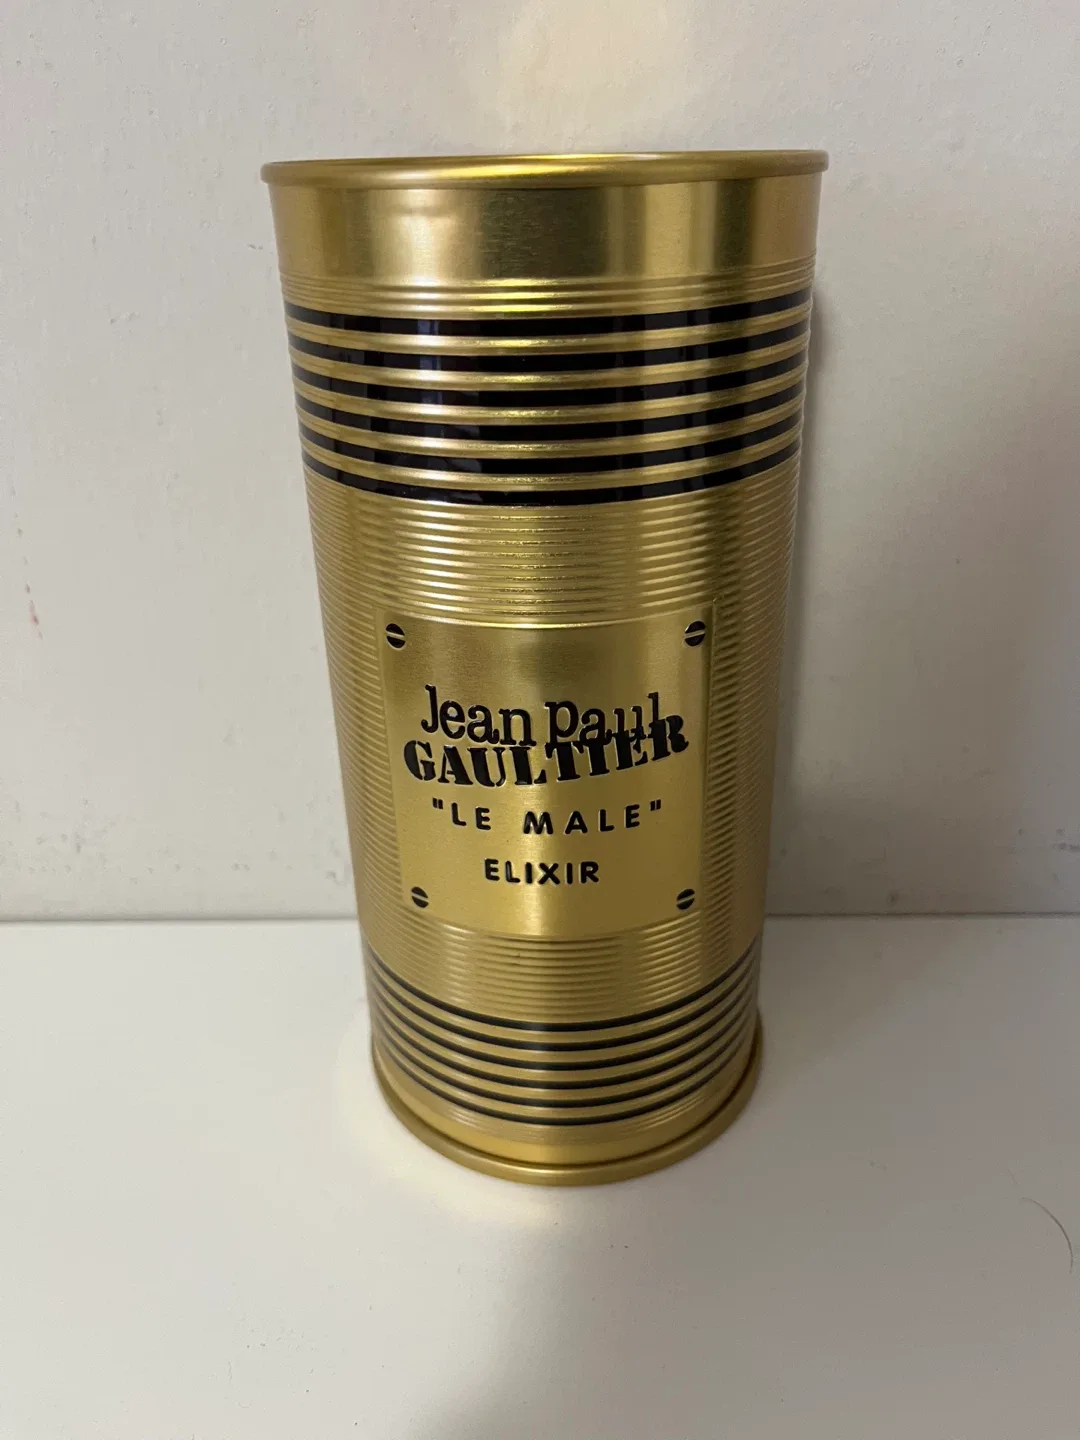 Jean Paul
GAULTIER
"LE MALE"
ELIXIR